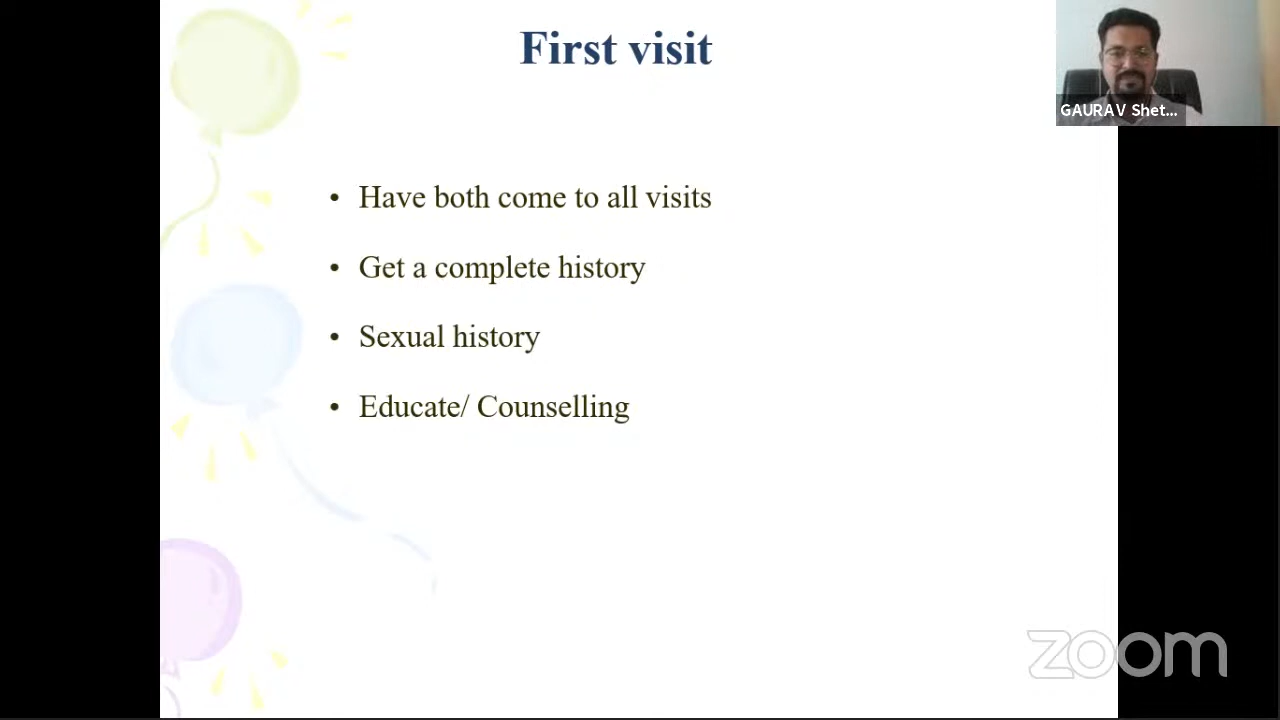 First visit
GAURAV Shet...
• Have both come to all visits
• Get a complete history
• Sexual history
• Educate/ Counselling
zoom